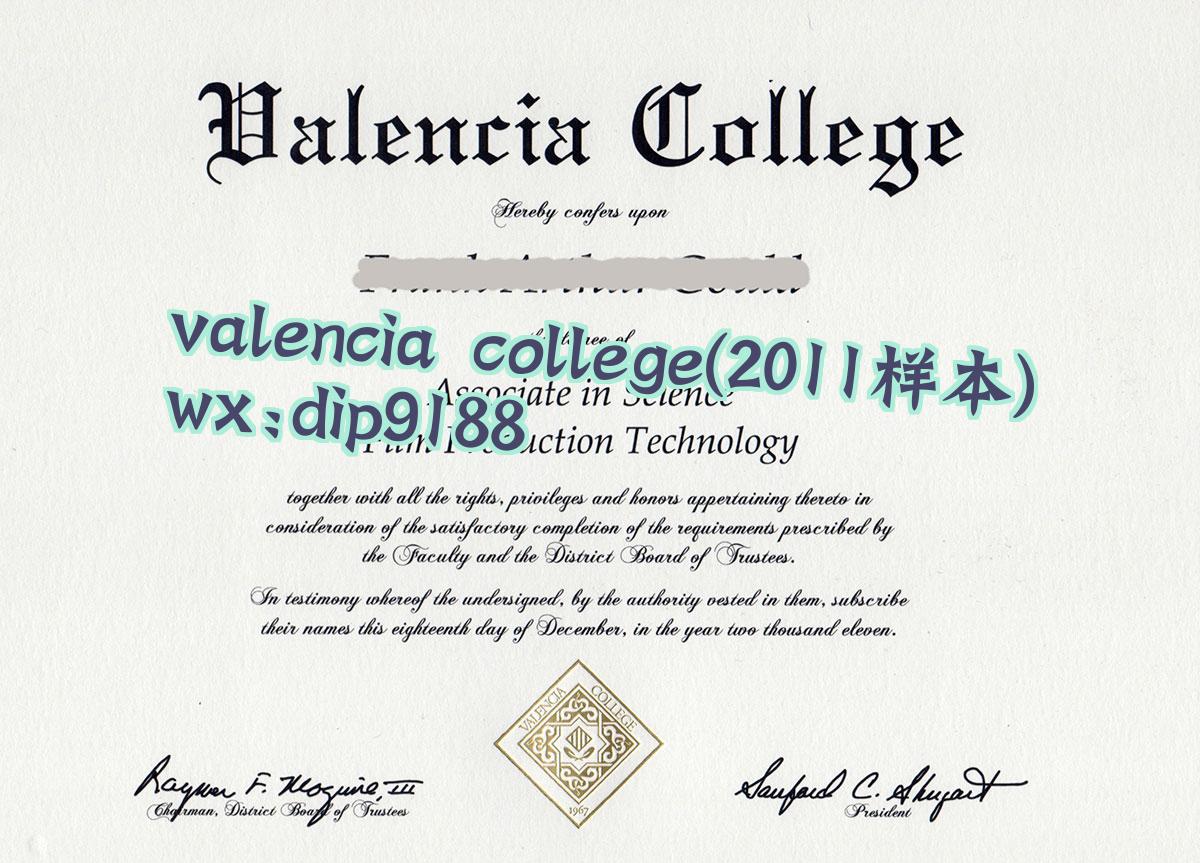 Valencia College
Hereby confers upon
valencia college(2011样本)
wx:dip9188
Associate in Science
Film Production Technology
together with all the rights, privileges and honors appertaining thereto in
consideration of the satisfactory completion of the requirements prescribed by
the Faculty and the District Board of Trustees.
In testimony whereof the undersigned, by the authority vested in them, subscribe
their names this eighteenth day of December, in the year two thousand eleven.
VALENCIA COLLEGE
1967
Chairman, District Board of Trustees
President